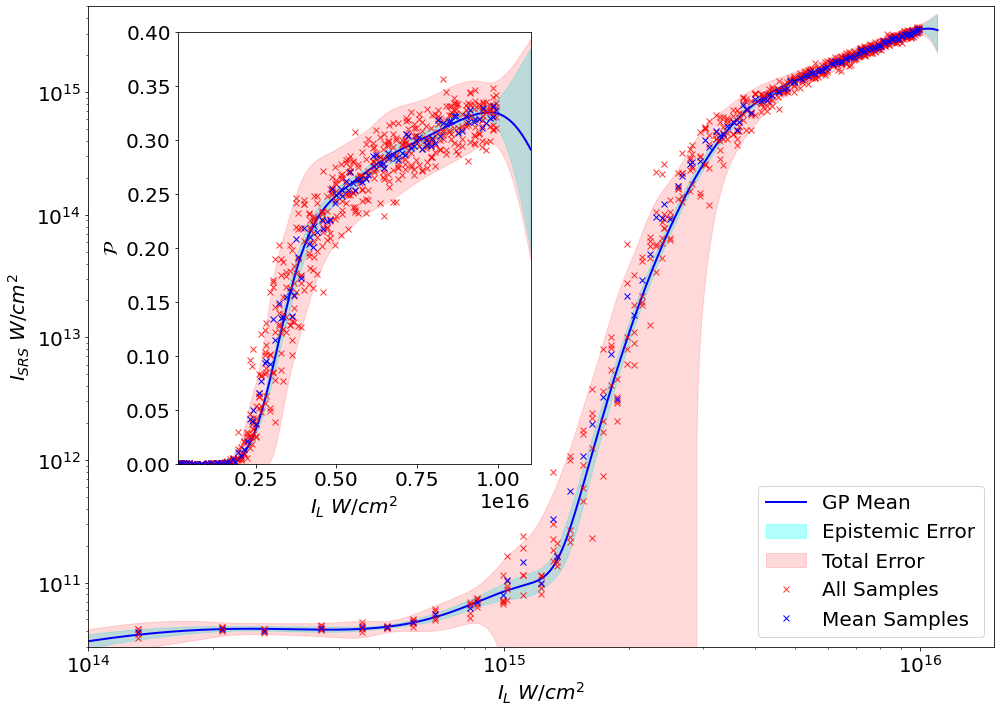 0.40
0.35
0.30
0.25
0.20
0.15
0.10
0.05
0.00
𝒫
0.25 0.50 0.75 1.00
1e16
I_L W/cm^2
10^15
10^14
10^13
10^12
10^11
I_SRS W/cm^2
10^14 10^15 10^16
I_L W/cm^2
GP Mean
Epistemic Error
Total Error
All Samples
Mean Samples